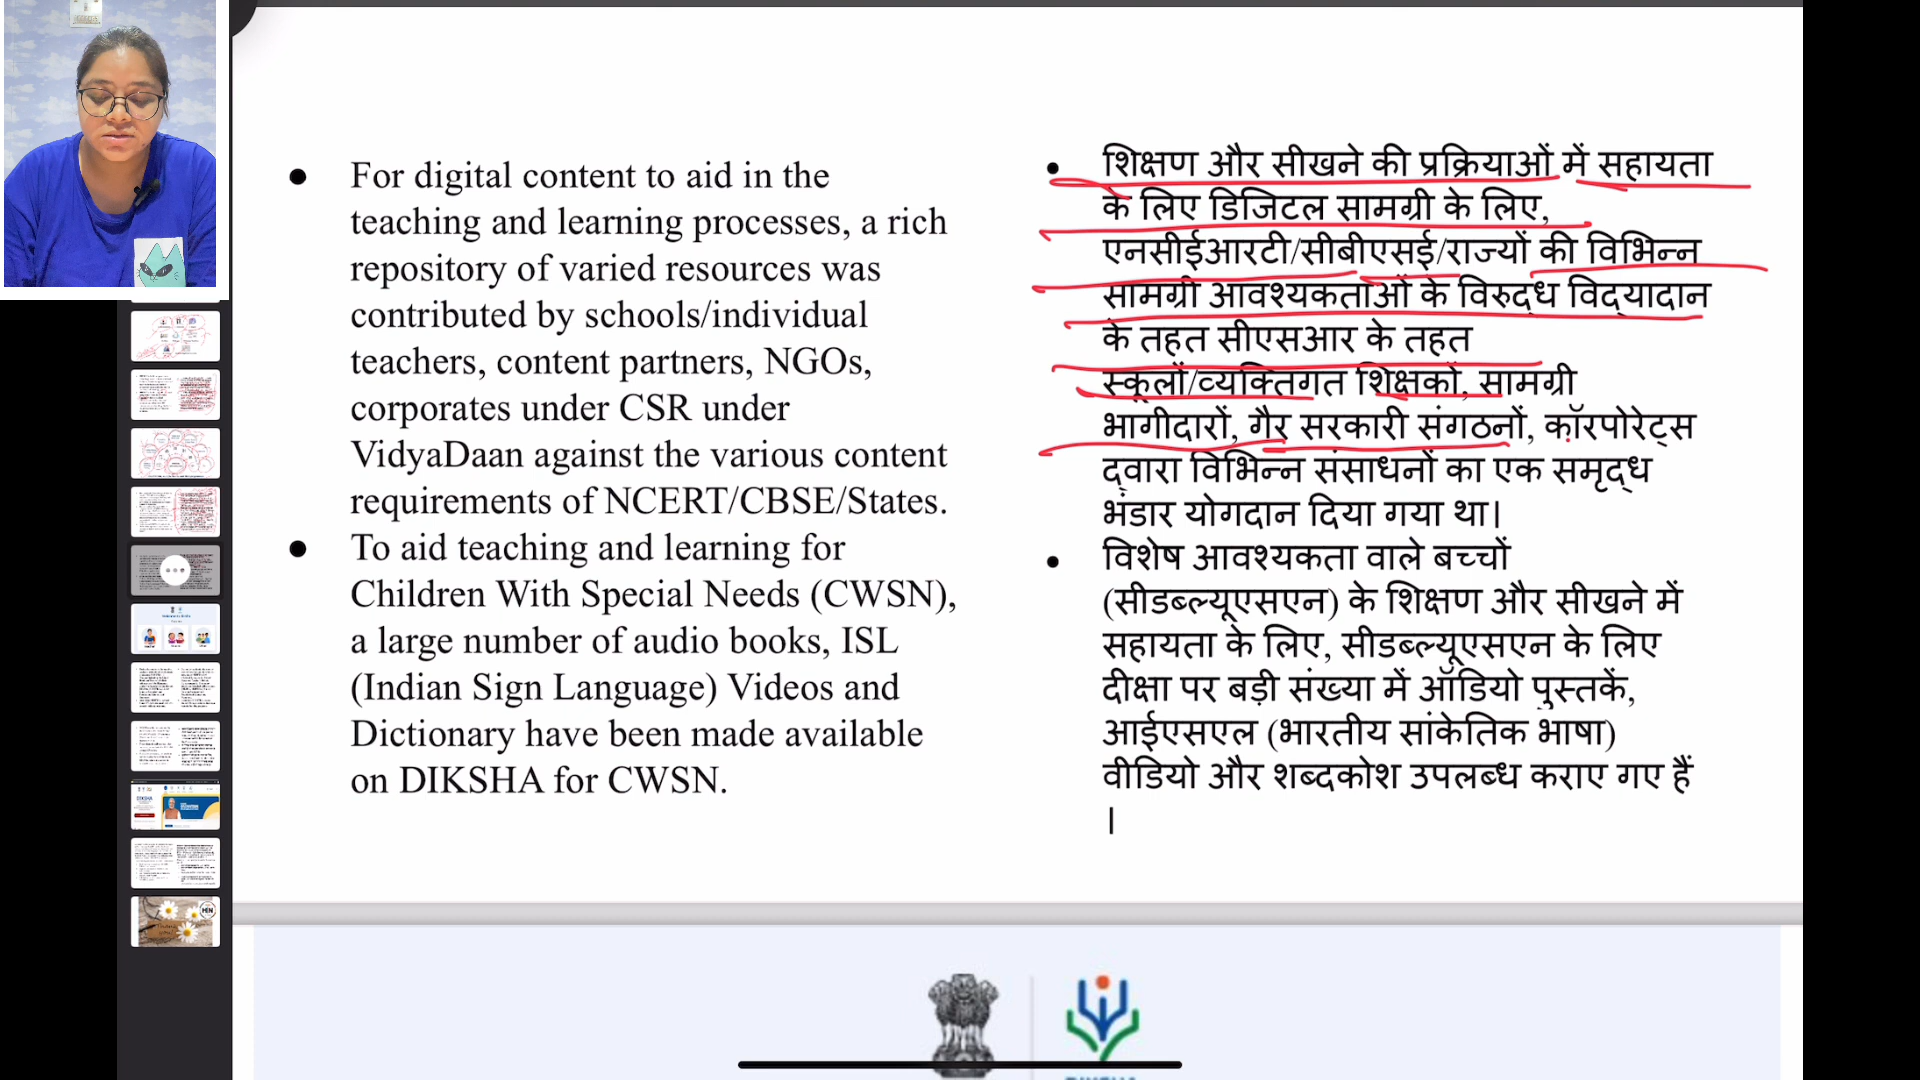 ● For digital content to aid in the
teaching and learning processes, a rich
repository of varied resources was
contributed by schools/individual
teachers, content partners, NGOs,
corporates under CSR under
VidyaDaan against the various content
requirements of NCERT/CBSE/States.
● To aid teaching and learning for
Children With Special Needs (CWSN),
a large number of audio books, ISL
(Indian Sign Language) Videos and
Dictionary have been made available
on DIKSHA for CWSN.
• शिक्षण और सीखने की प्रक्रियाओं में सहायता
के लिए डिजिटल सामग्री के लिए,
एनसीईआरटी/सीबीएसई/राज्यों की विभिन्न
सामग्री आवश्यकताओं के विरुद्ध विद्यादान
के तहत सीएसआर के तहत
स्कूलों/व्यक्तिगत शिक्षकों, सामग्री
भागीदारों, गैर सरकारी संगठनों, कॉरपोरेट्स
द्वारा विभिन्न संसाधनों का एक समृद्ध
भंडार योगदान दिया गया था|
• विशेष आवश्यकता वाले बच्चों
(सीडब्ल्यूएसएन) के शिक्षण और सीखने में
सहायता के लिए, सीडब्ल्यूएसएन के लिए
दीक्षा पर बड़ी संख्या में ऑडियो पुस्तकें,
आईएसएल (भारतीय सांकेतिक भाषा)
वीडियो और शब्दकोश उपलब्ध कराए गए हैं
|